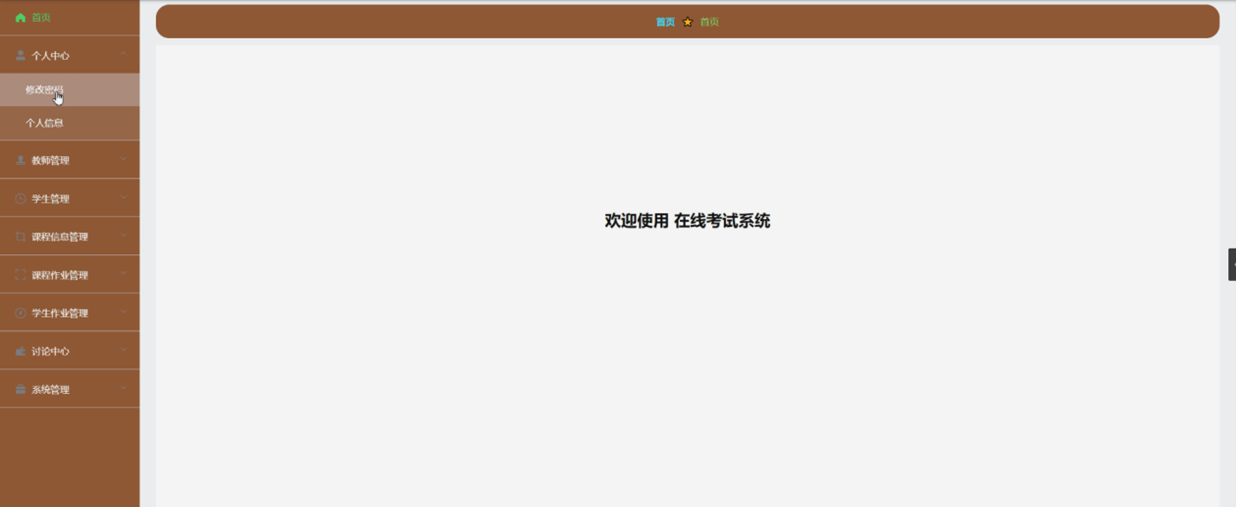 首页
个人中心
修改密码
个人信息
教师管理
学生管理
课程信息管理
课程作业管理
学生作业管理
讨论中心
系统管理
首页 首页
欢迎使用 在线考试系统